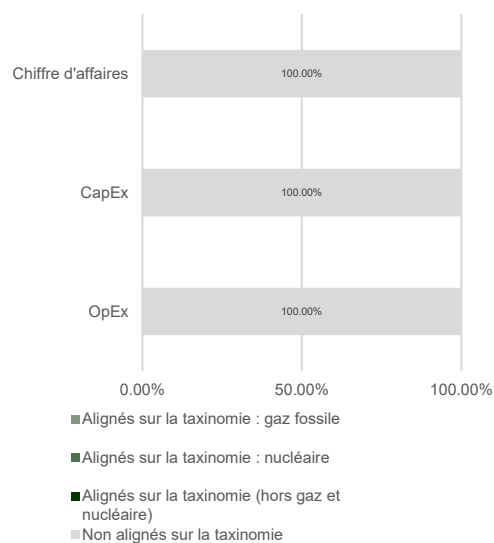 Chiffre d'affaires
100.00%
CapEx
100.00%
OpEx
100.00%
0.00%
50.00%
100.00%
Alignés sur la taxinomie : gaz fossile
Alignés sur la taxinomie : nucléaire
Alignés sur la taxinomie (hors gaz et
nucléaire)
Non alignés sur la taxinomie